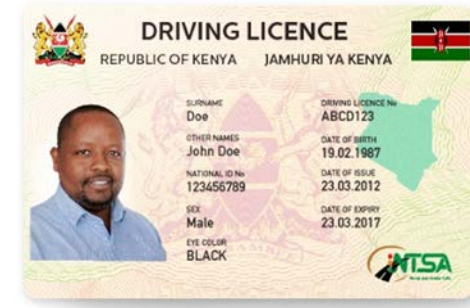 DRIVING LICENCE
REPUBLIC OF KENYA JAMHURI YA KENYA
SURNAME
Doe
OTHER NAMES
John Doe
NATIONAL ID No
123456789
SEX
Male
EYE COLOR
BLACK
DRIVING LICENCE No
ABCD123
DATE OF BIRTH
19.02.1987
DATE OF ISSUE
23.03.2012
DATE OF EXPIRY
23.03.2017
NTSA